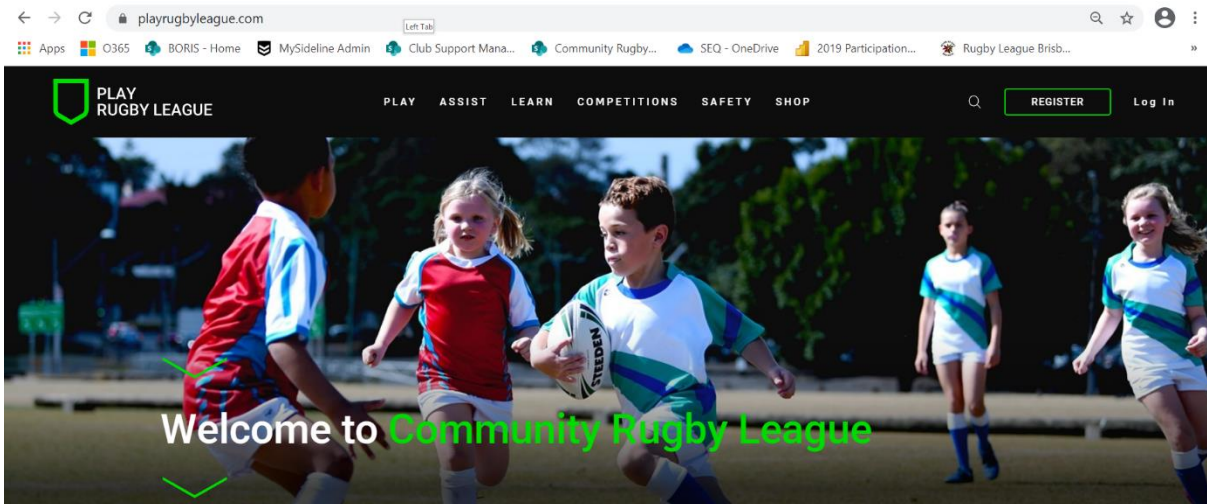 playrugbyleague.com
Left Tab
Apps O365 BORIS - Home MySideline Admin Club Support Mana... Community Rugby... SEQ - OneDrive 2019 Participation... Rugby League Brisb... »
PLAY
RUGBY LEAGUE
PLAY ASSIST LEARN COMPETITIONS SAFETY SHOP REGISTER Log In
STEEDEN
Welcome to Community Rugby League